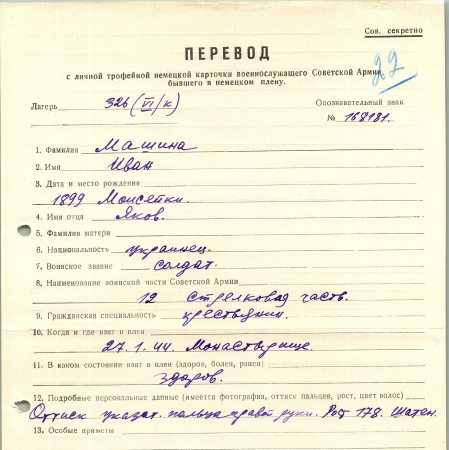 Сов. секретно
22
ПЕРЕВОД
с личной трофейной немецкой карточки военнослужащего Советской Армии,
бывшего в немецком плену.
Лагерь 326 (VI/к) Опознавательный знак
№ 168181.
1. Фамилия Машина
2. Имя Иван
3. Дата и место рождения
1899 Моисейки.
4. Имя отца Яков.
5. Фамилия матери
6. Национальность украинец.
7. Воинское звание солдат.
8. Наименование воинской части Советской Армии
12 стрелковая часть.
9. Гражданская специальность крестьянин.
10. Когда и где взят в плен
27.1.44. Монастырище.
11. В каком состоянии взят в плен (здоров, болен, ранен)
Здоров.
12. Подробные персональные данные (имеется фотография, оттиск пальцев, рост, цвет волос)
Оттиск указат. пальца правой руки. Рост 178. Шатен.
13. Особые приметы